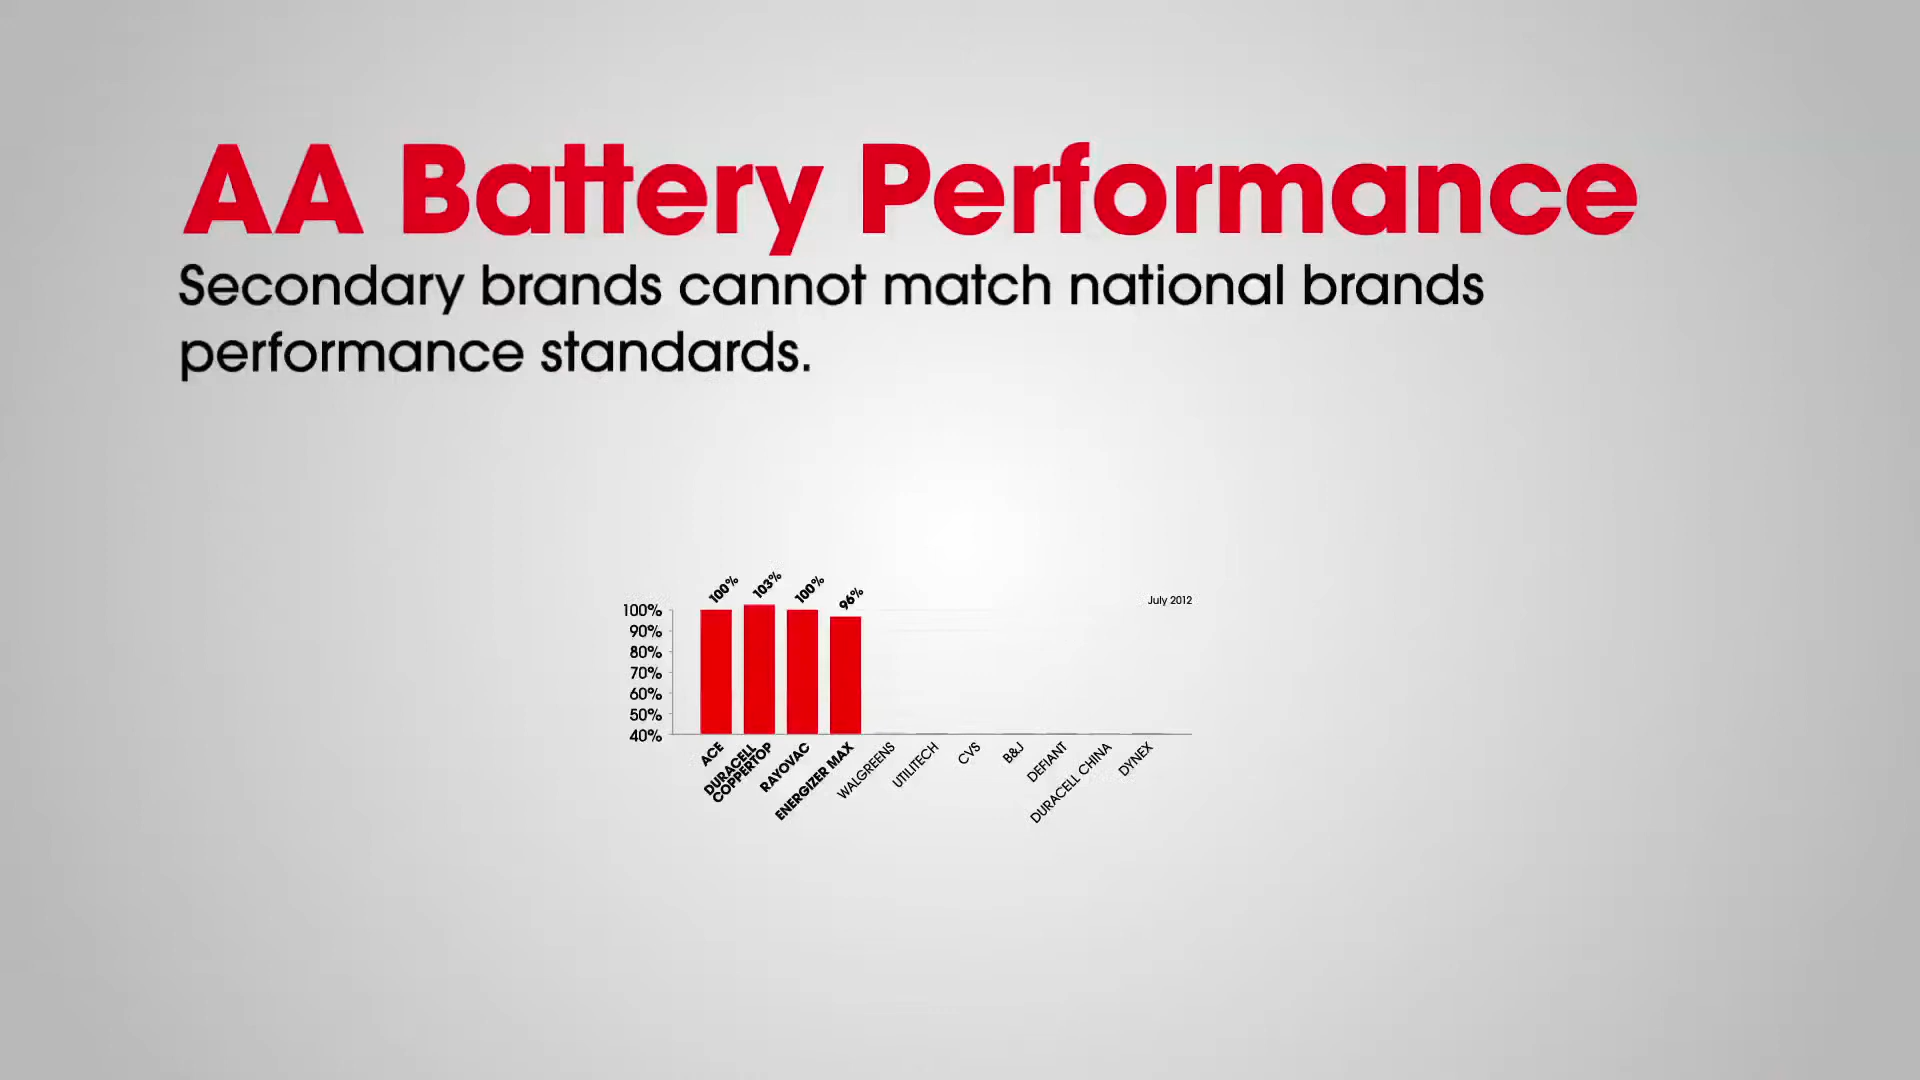 AA Battery Performance
Secondary brands cannot match national brands
performance standards.
100%
103%
100%
96%
July 2012
100%
90%
80%
70%
60%
50%
40%
ACE
DURACELL
COPPERTOP
RAYOVAC
ENERGIZER MAX
WALGREENS
UTILITECH
CVS
B&J
DEFIANT
DURACELL CHINA
DYNEX